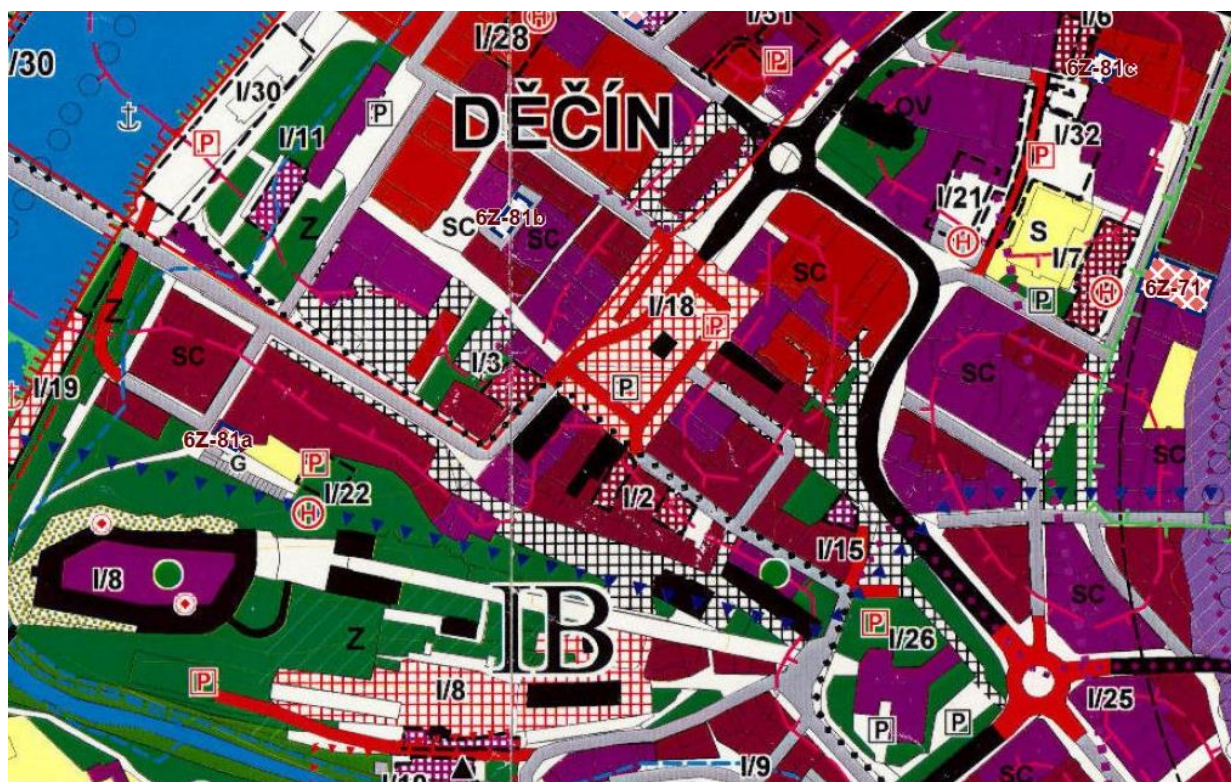 I/31
I/6
I/28
6Z-81c
/30
I/30
P
P
DĚČÍN
OV
I/32
P
I/11
P
I/21
6Z-81b
SC
SC
Z
H
S
I/7
SC
6Z-71
H
P
I/18
P
Z
SC
I/3
SC
P
I/19
6Z-81a
G
P
SC
I/22
H
I/2
I/15
I/8
SC
IB
Z
P
I/26
I/8
P
I/25
P
P
I/9
SC